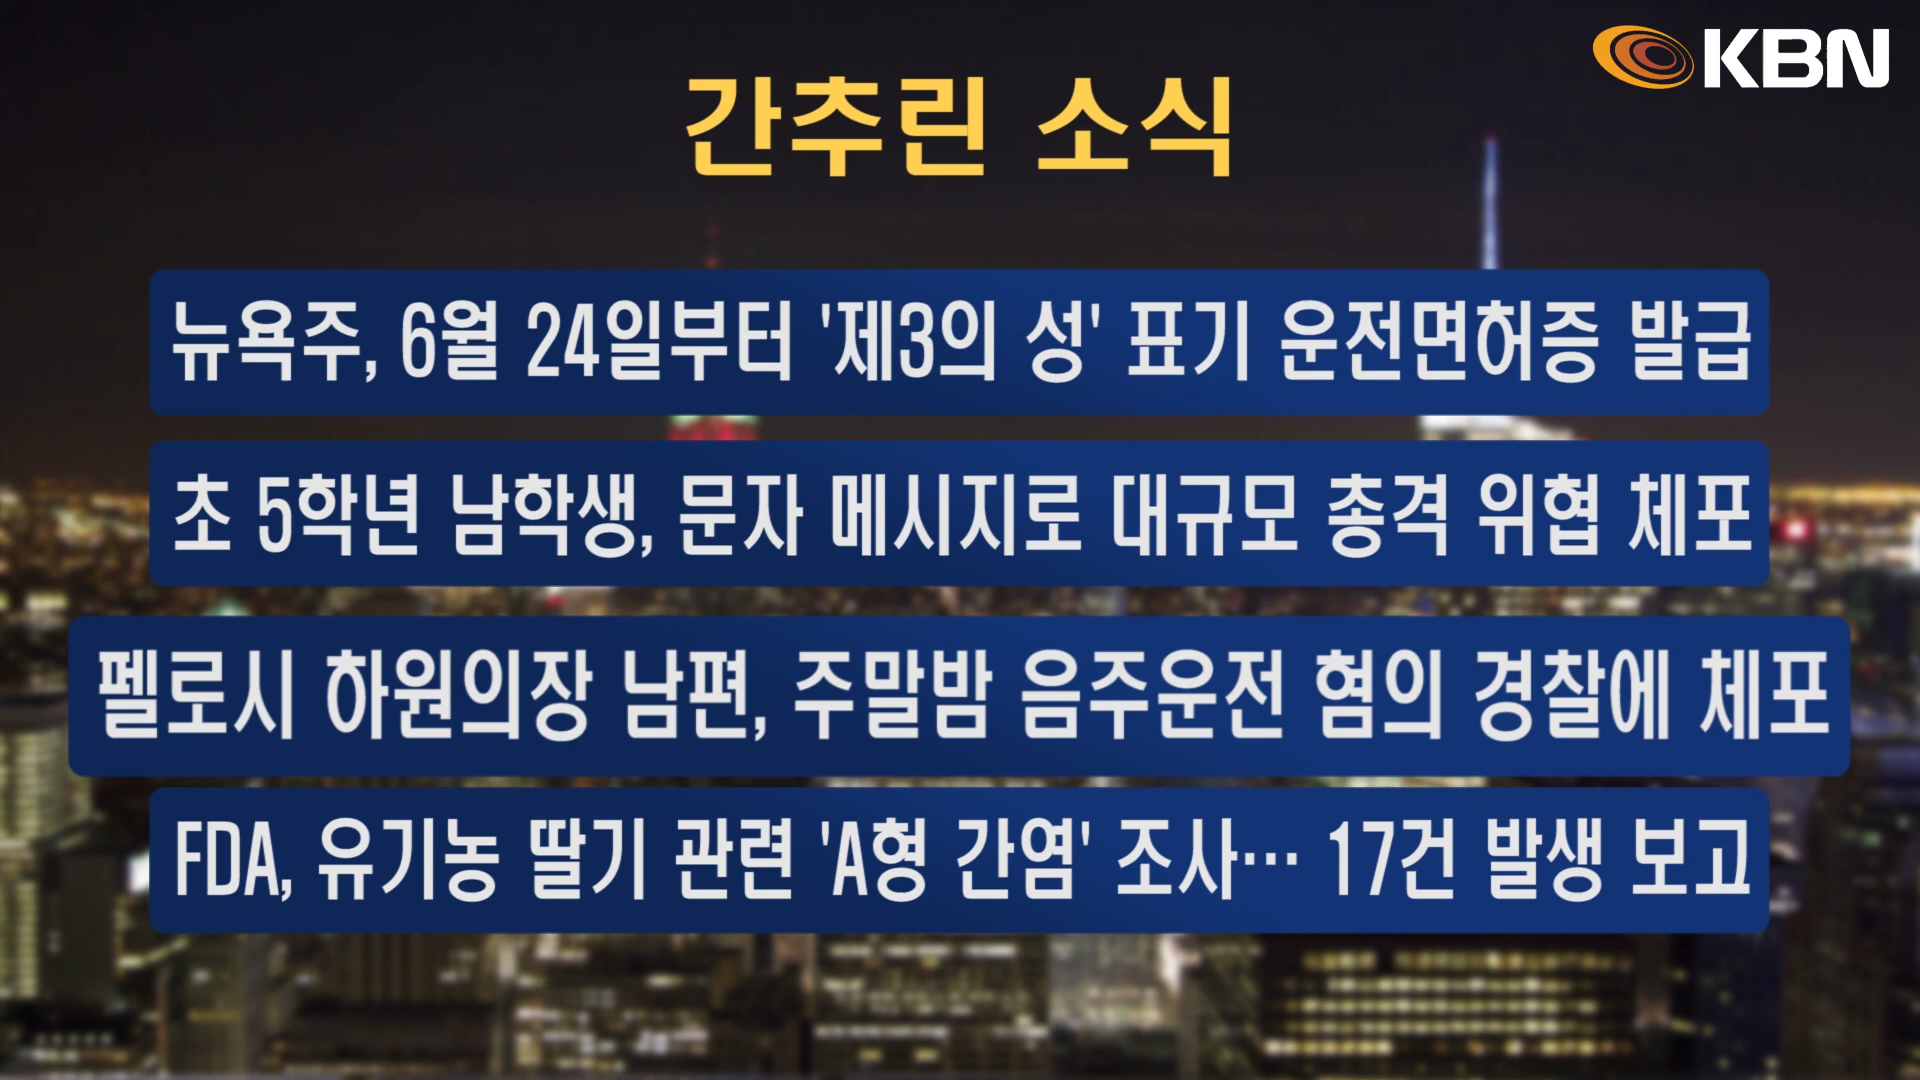 KBN
간추린 소식
뉴욕주, 6월 24일부터 '제3의 성' 표기 운전면허증 발급
초 5학년 남학생, 문자 메시지로 대규모 총격 위협 체포
펠로시 하원의장 남편, 주말밤 음주운전 혐의 경찰에 체포
FDA, 유기농 딸기 관련 'A형 간염' 조사… 17건 발생 보고